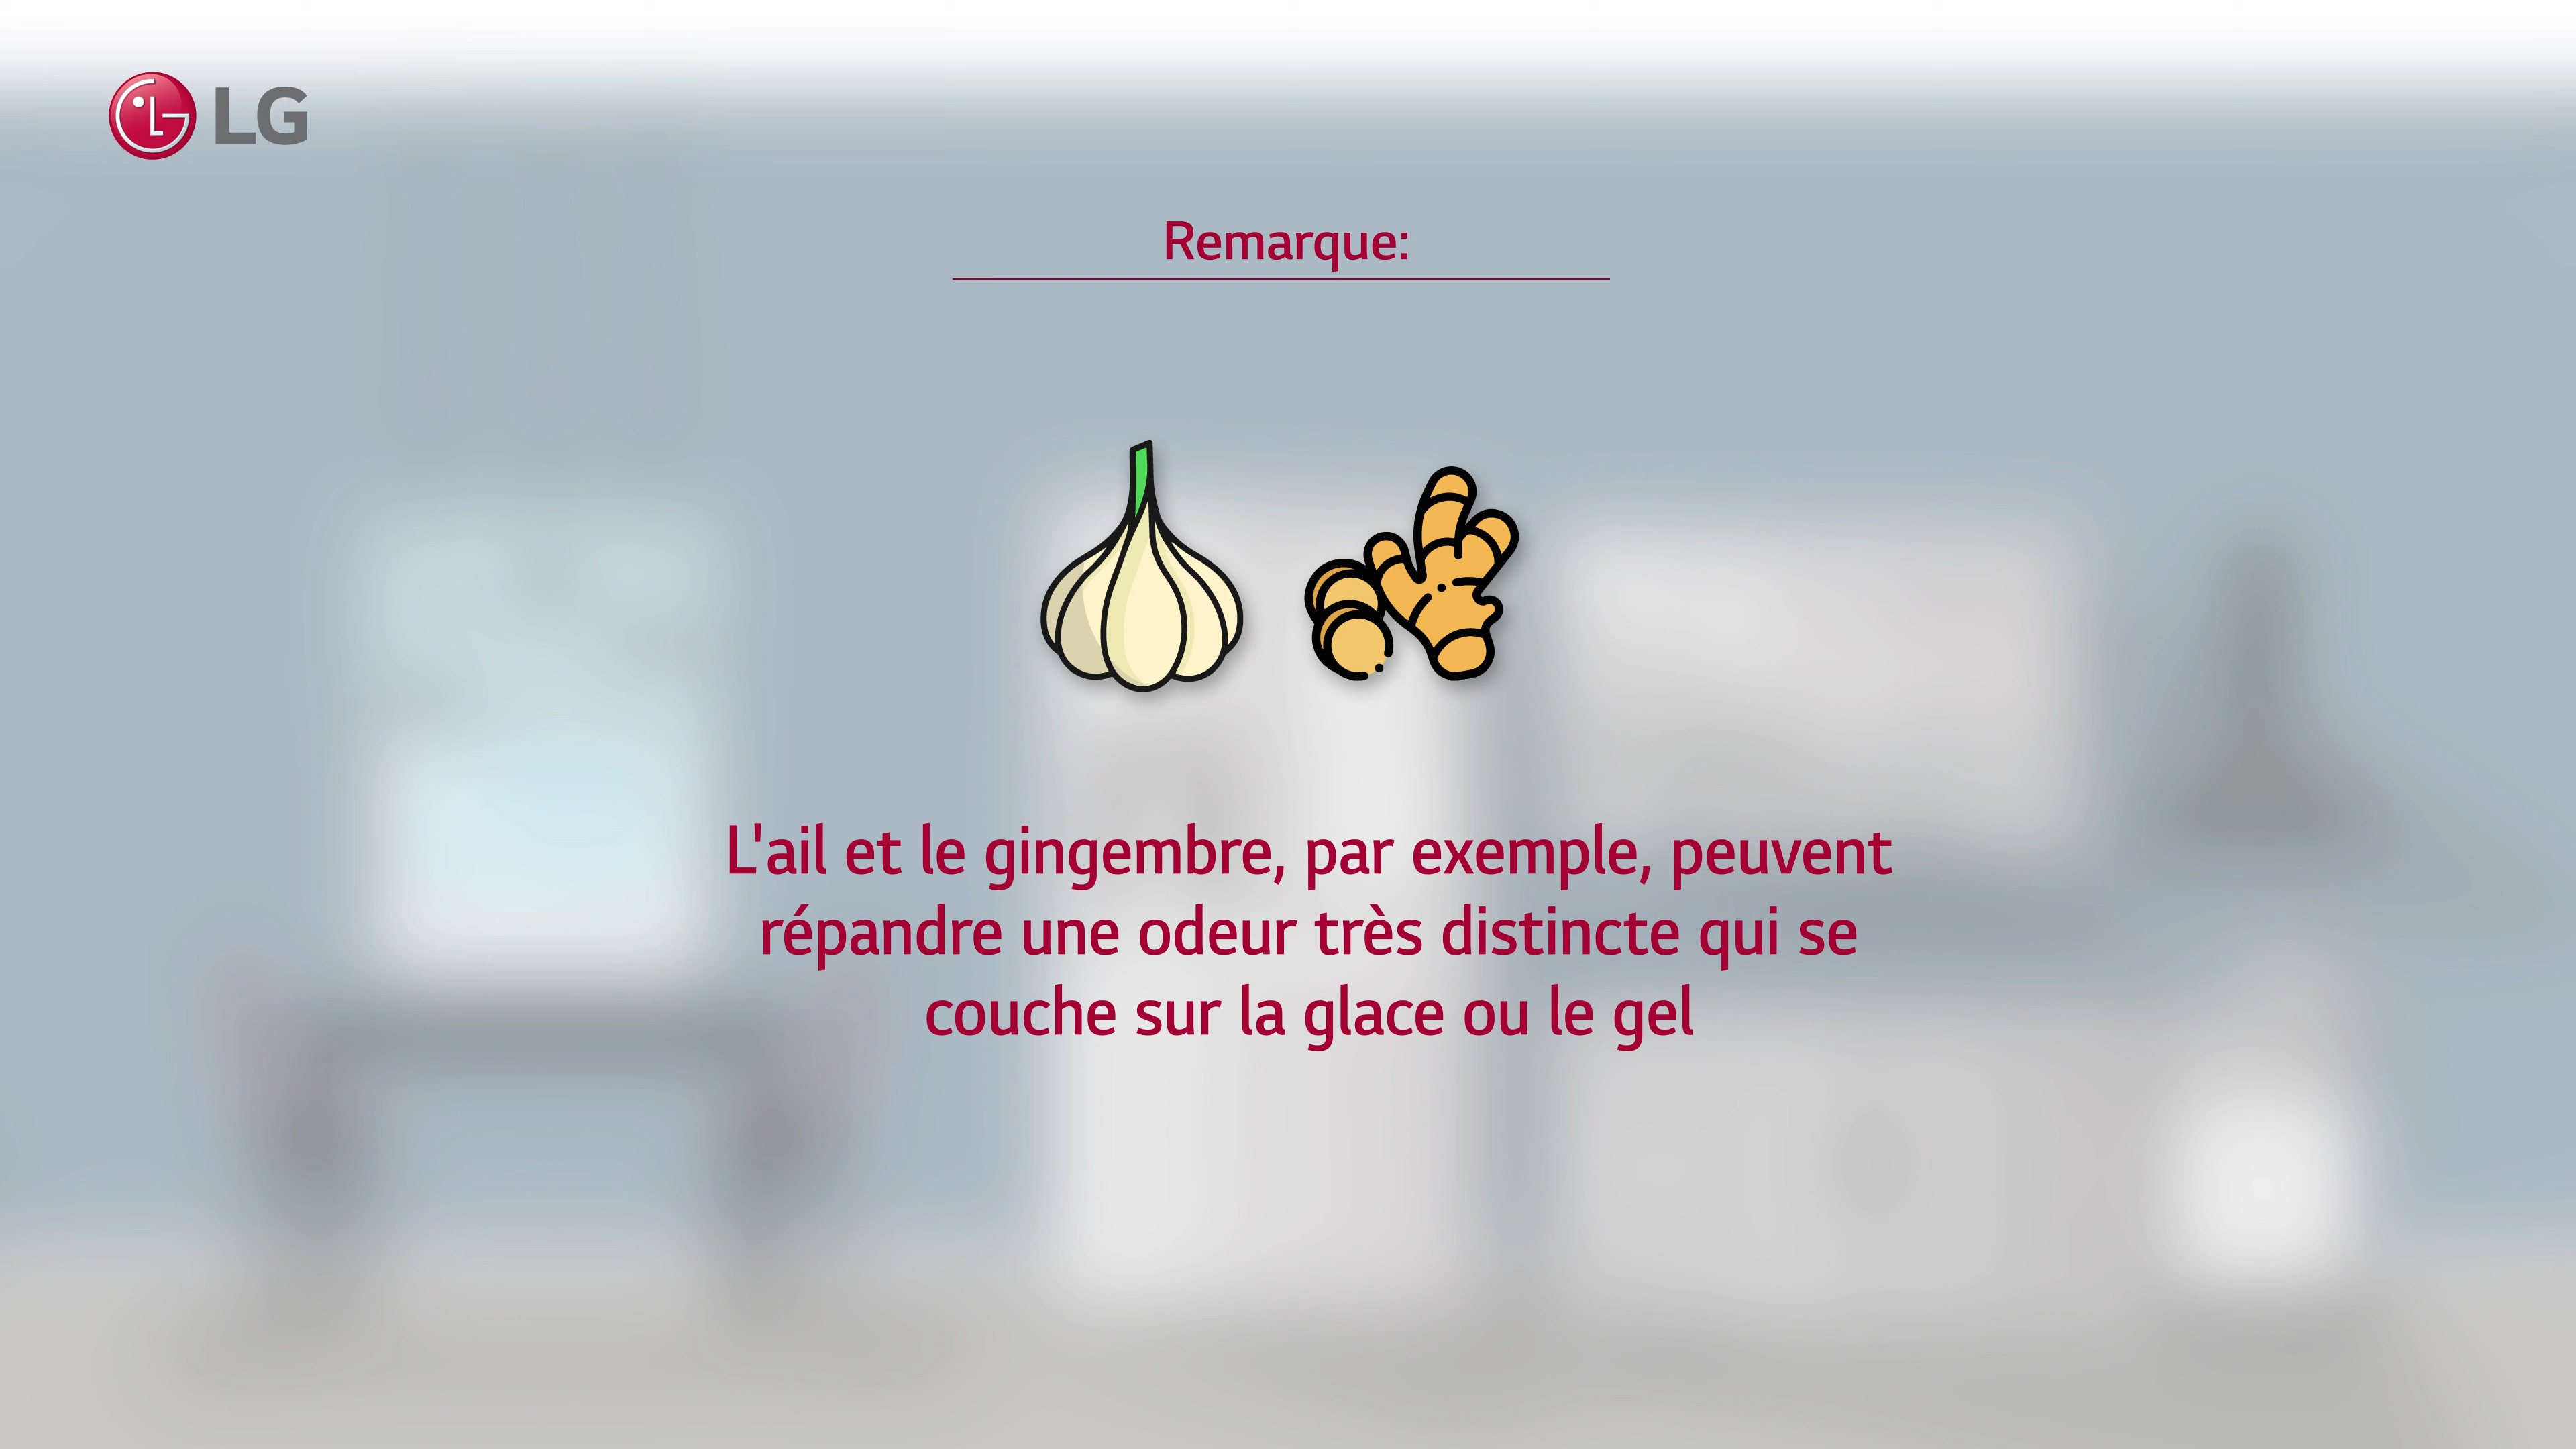 LG
Remarque:
L'ail et le gingembre, par exemple, peuvent
répandre une odeur très distincte qui se
couche sur la glace ou le gel